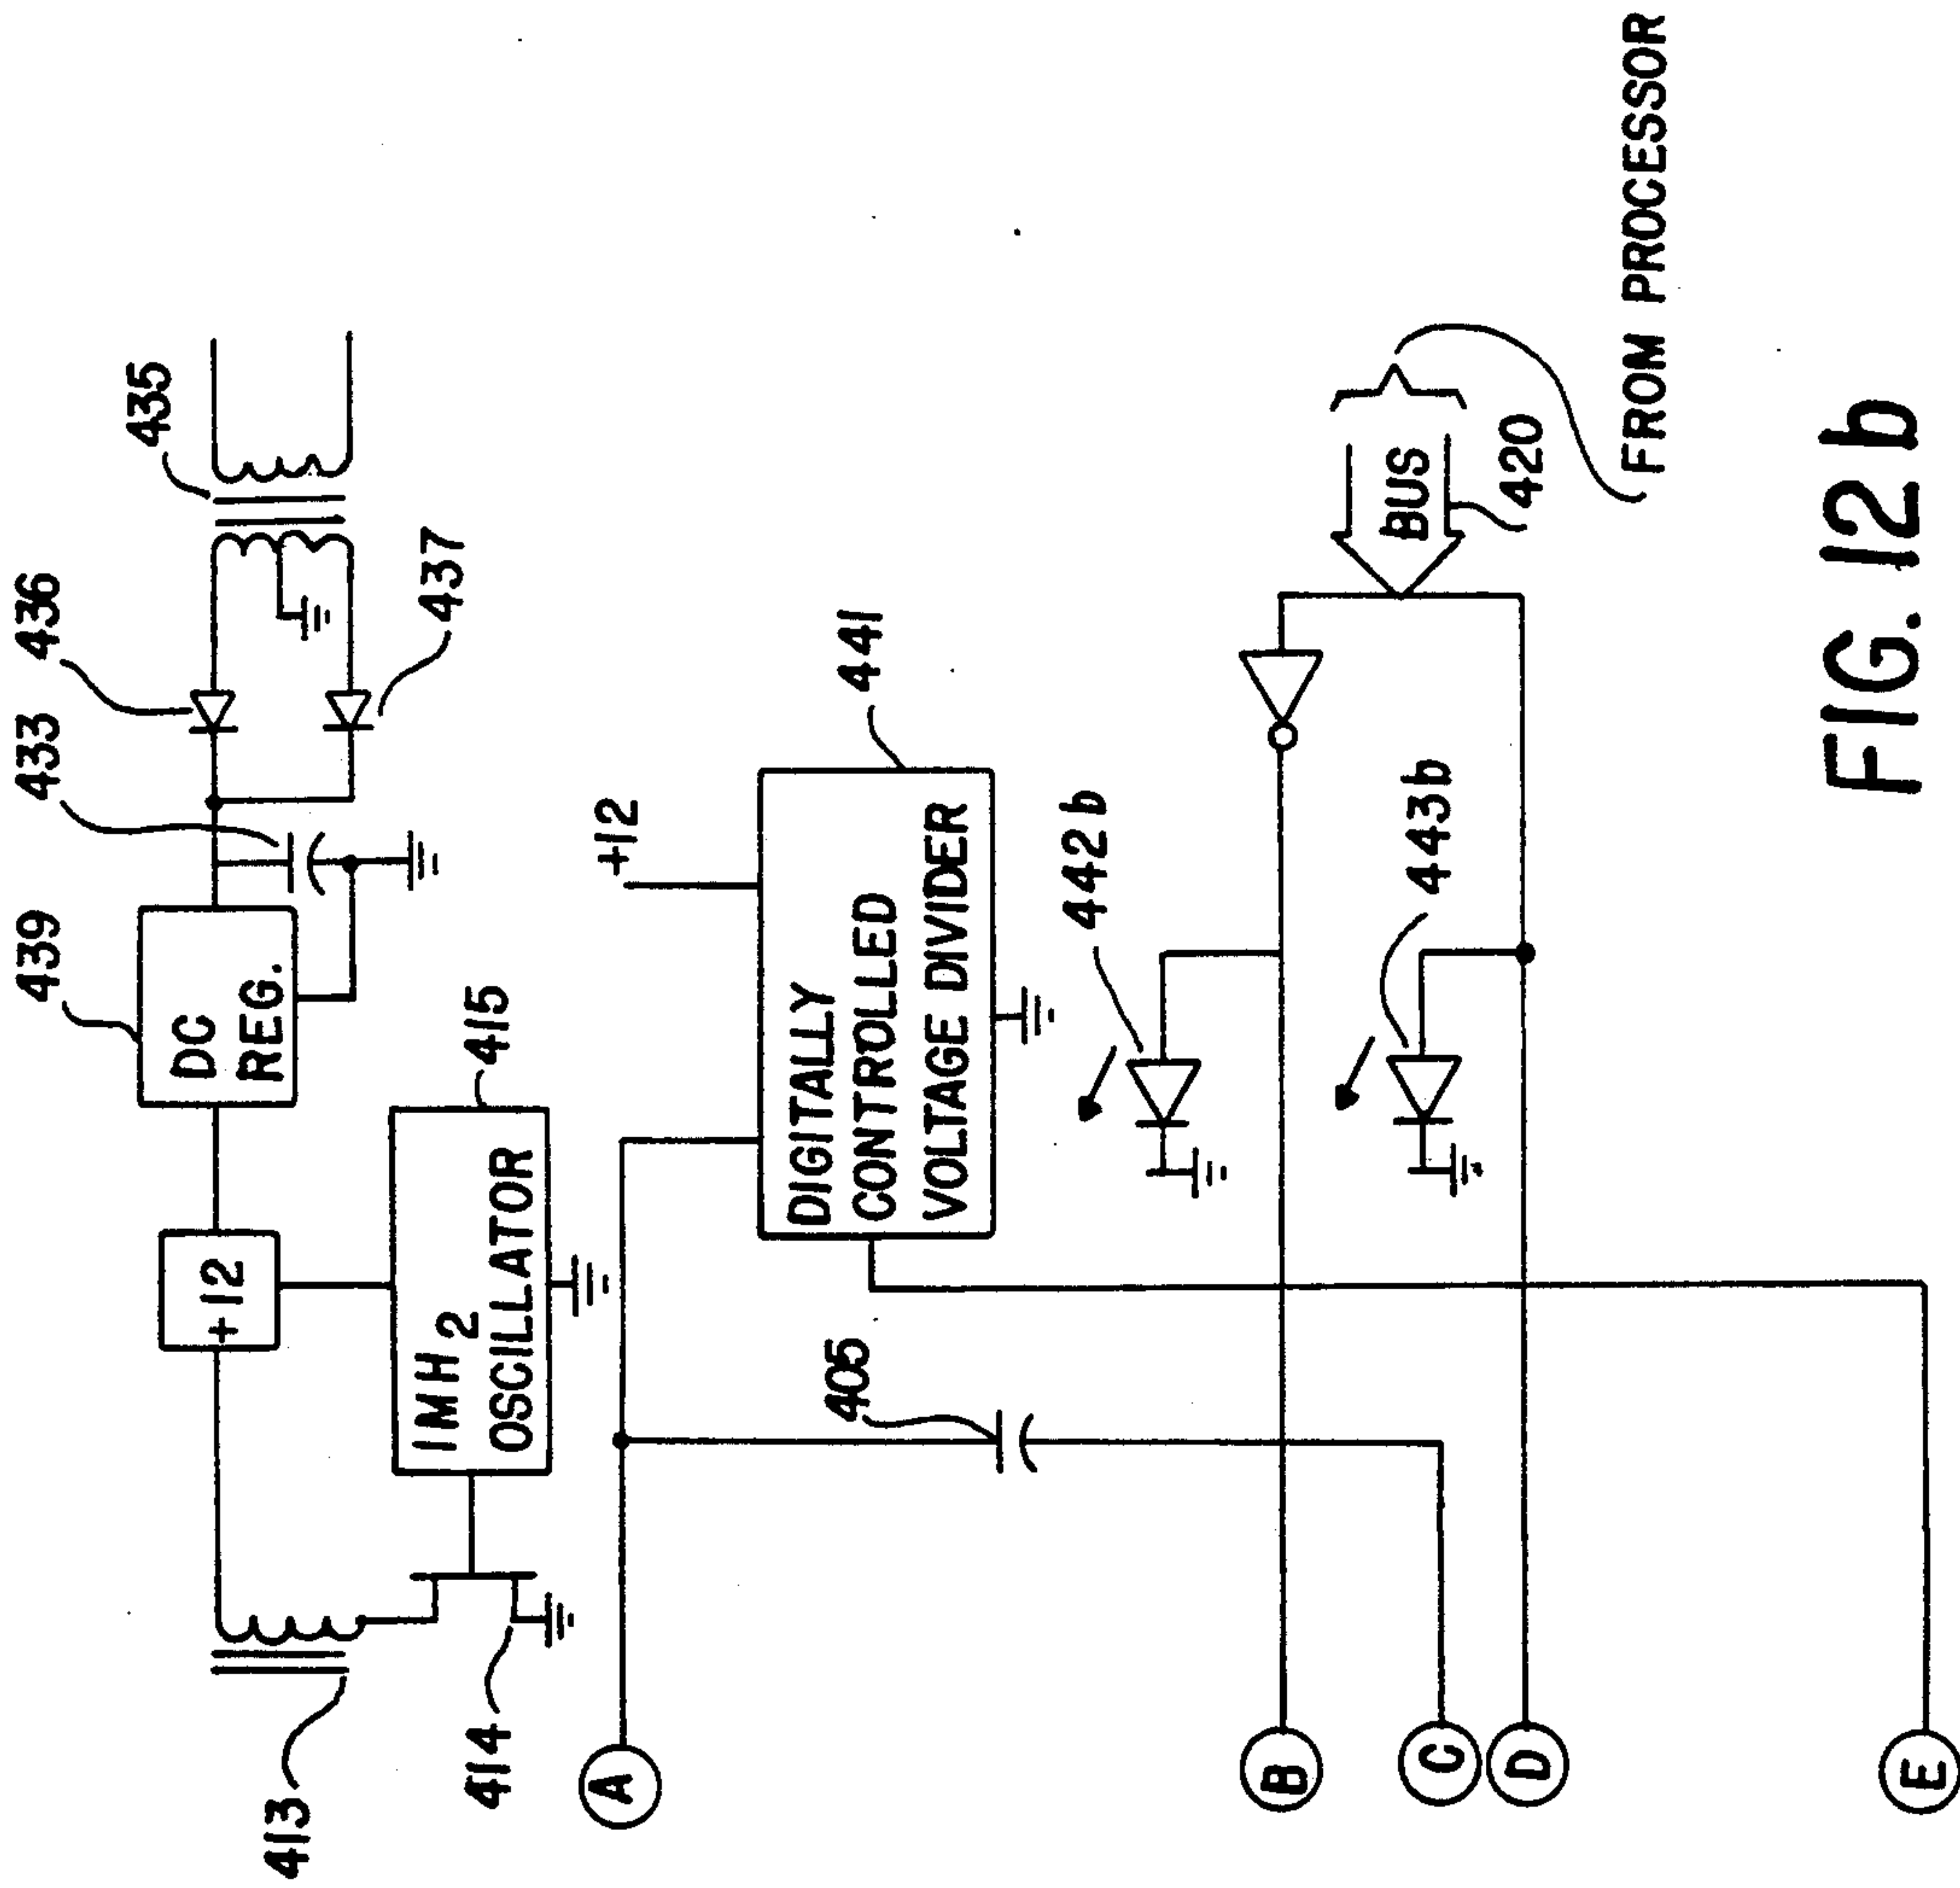 439
433
436
435
437
DC
REG.
+12
415
1MH2
OSCILLATOR
413
414
+12
441
DIGITALLY
CONTROLLED
VOLTAGE DIVIDER
A
405
442b
443b
BUS
420
FROM PROCESSOR
B
C
D
E
FIG. 12b